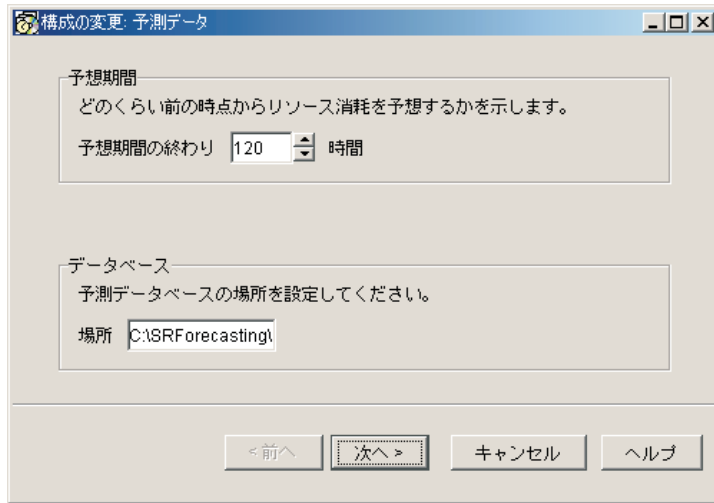 構成の変更: 予測データ
予想期間
どのくらい前の時点からリソース消耗を予想するかを示します。
予想期間の終わり 120 時間
データベース
予測データベースの場所を設定してください。
場所 C:\SRForecasting\
< 前へ 次へ > キャンセル ヘルプ